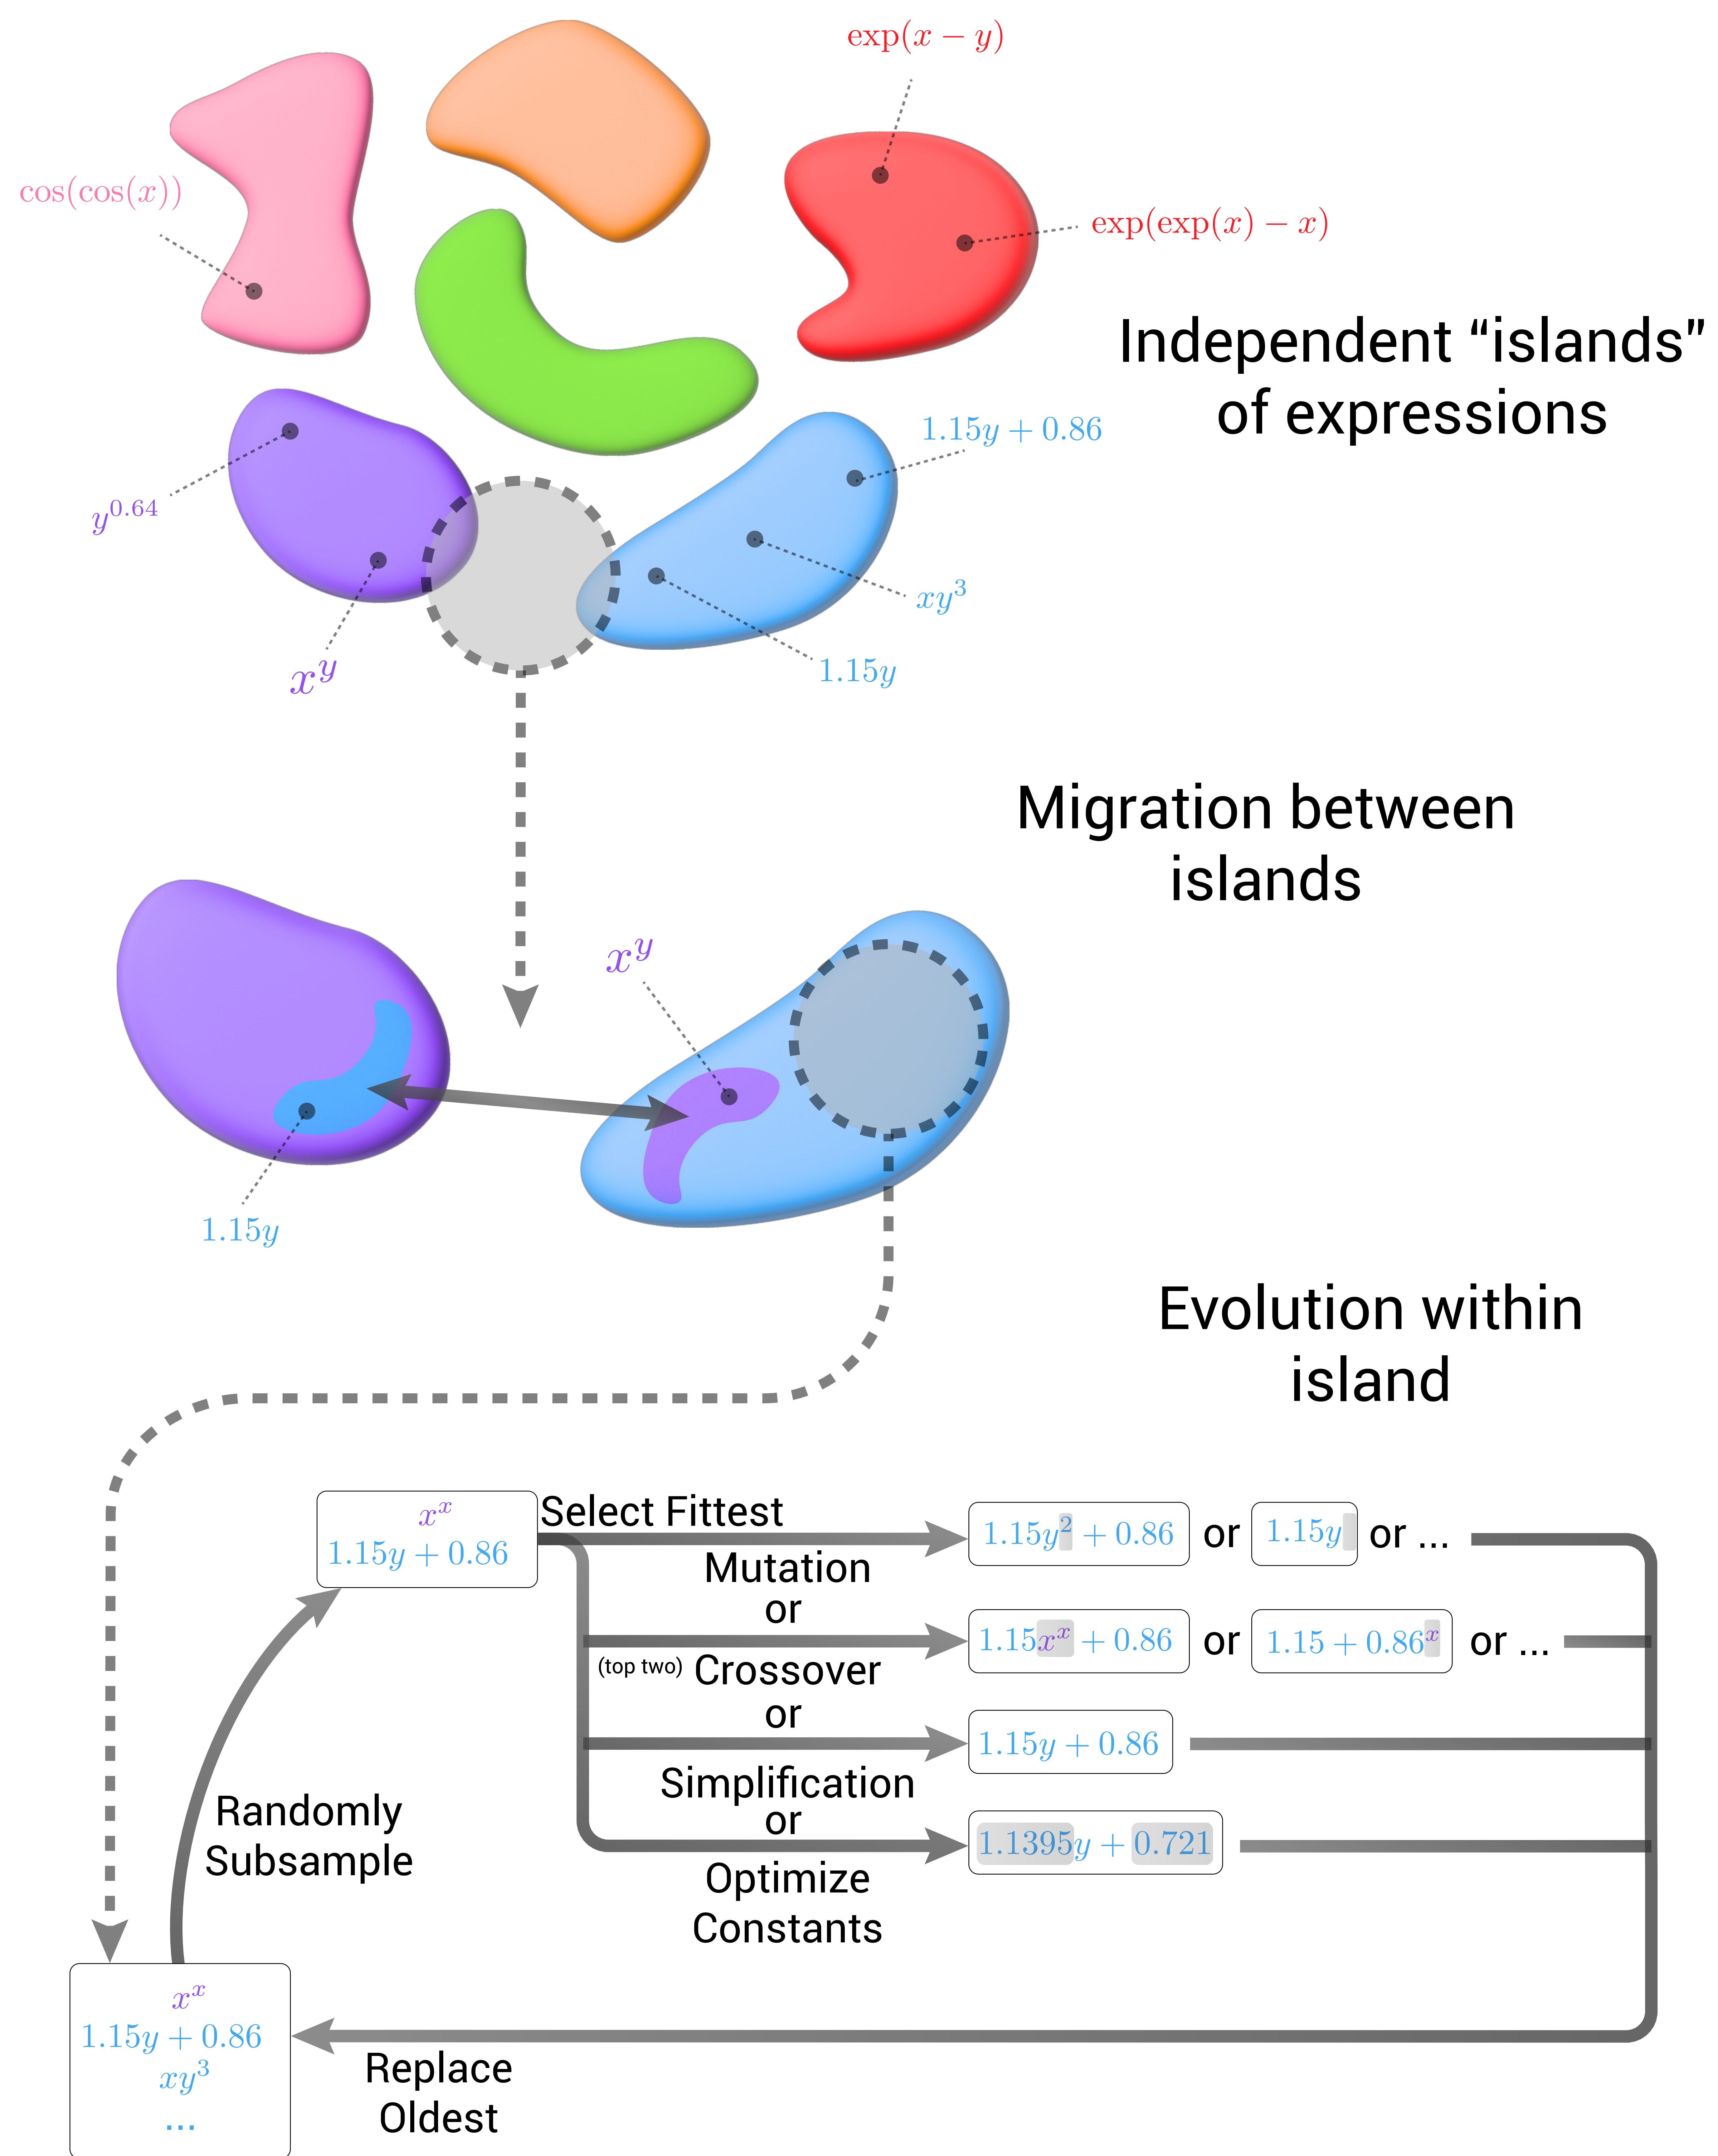 exp(x − y)
cos(cos(x))
exp(exp(x) − x)
Independent “islands”
of expressions
1.15y + 0.86
y^{0.64}
xy^3
x^y
1.15y
Migration between
islands
x^y
1.15y
Evolution within
island
x^x
1.15y + 0.86
Select Fittest
Mutation
or
(top two) Crossover
or
Simplification
or
Optimize
Constants
1.15y^2 + 0.86 or 1.15y or ...
1.15x^x + 0.86 or 1.15 + 0.86^x or ...
1.15y + 0.86
1.1395y + 0.721
Randomly
Subsample
x^x
1.15y + 0.86
xy^3
...
Replace
Oldest